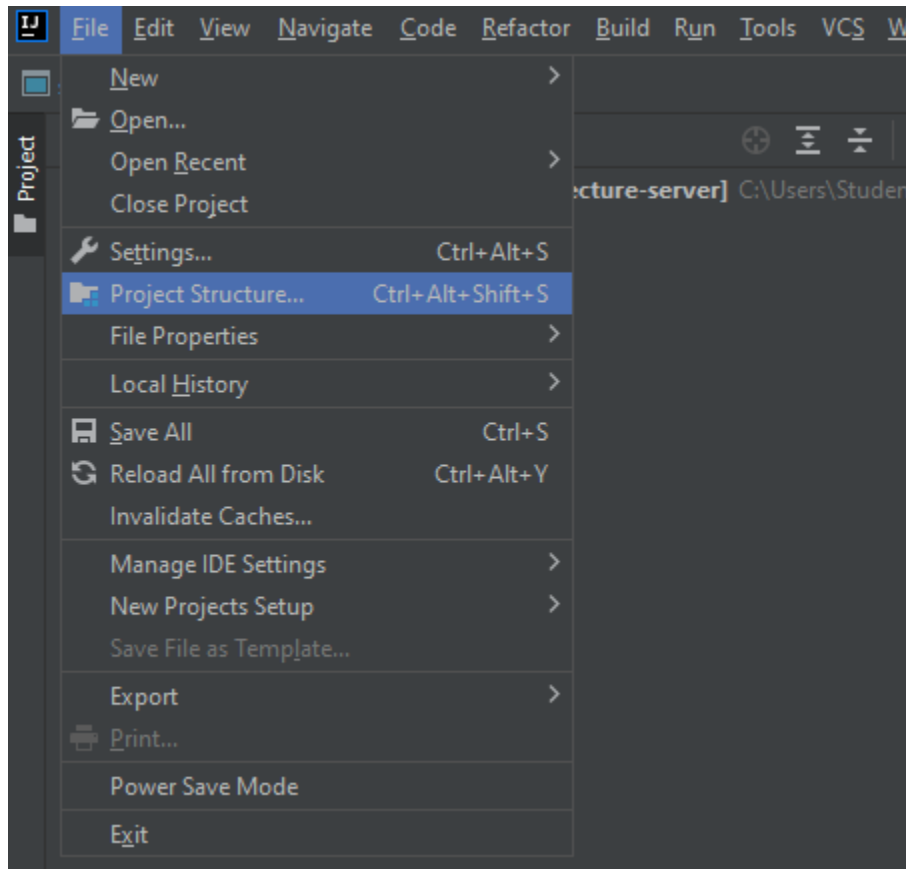 IJ File Edit View Navigate Code Refactor Build Run Tools VCS W
Project
New
Open...
Open Recent
Close Project
ecture-server] C:\Users\Studen
Settings... Ctrl+Alt+S
Project Structure... Ctrl+Alt+Shift+S
File Properties
Local History
Save All Ctrl+S
Reload All from Disk Ctrl+Alt+Y
Invalidate Caches...
Manage IDE Settings
New Projects Setup
Save File as Template...
Export
Print...
Power Save Mode
Exit